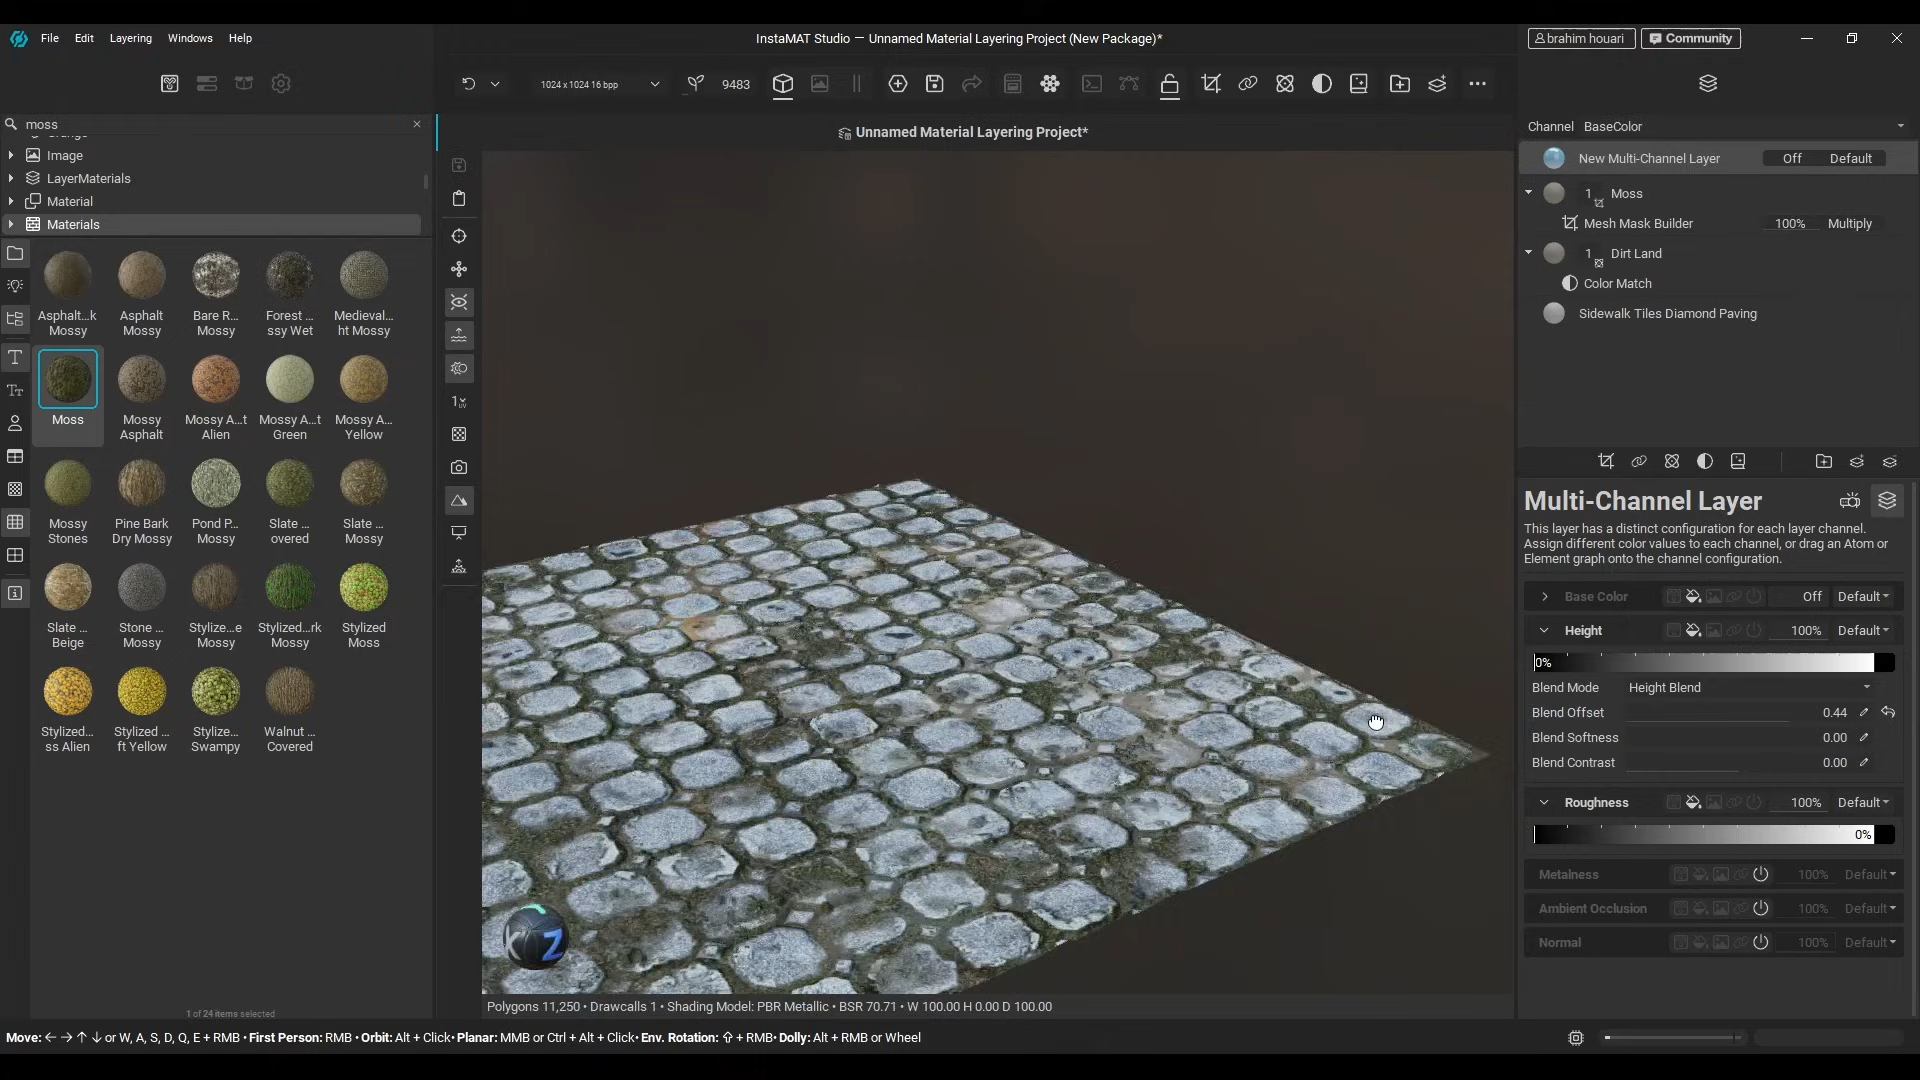 File Edit Layering Windows Help
InstaMAT Studio — Unnamed Material Layering Project (New Package)*
brahim houari Community
1024 x 1024 16 bpp 9483
moss
Unnamed Material Layering Project*
Channel BaseColor
Image
LayerMaterials
Material
Materials
New Multi-Channel Layer Off Default
1 Moss
Mesh Mask Builder 100% Multiply
1 Dirt Land
Color Match
Sidewalk Tiles Diamond Paving
Asphalt...k Mossy
Asphalt Mossy
Bare R... Mossy
Forest ... ssy Wet
Medieval... ht Mossy
Moss
Mossy Asphalt
Mossy A...t Alien
Mossy A...t Green
Mossy A... Yellow
Mossy Stones
Pine Bark Dry Mossy
Pond P... Mossy
Slate ... overed
Slate ... Mossy
Slate ... Beige
Stone ... Mossy
Stylize...e Mossy
Stylized...rk Mossy
Stylized Moss
Stylized... ss Alien
Stylized ... ft Yellow
Stylize... Swampy
Walnut ... Covered
1 of 24 items selected
Multi-Channel Layer
This layer has a distinct configuration for each layer channel.
Assign different color values to each channel, or drag an Atom or
Element graph onto the channel configuration.
Base Color Off Default
Height 100% Default
0%
Blend Mode Height Blend
Blend Offset 0.44
Blend Softness 0.00
Blend Contrast 0.00
Roughness 100% Default
0%
Metalness 100% Default
Ambient Occlusion 100% Default
Normal 100% Default
X Z
Polygons 11,250 • Drawcalls 1 • Shading Model: PBR Metallic • BSR 70.71 • W 100.00 H 0.00 D 100.00
Move: ← → ↑ ↓ or W, A, S, D, Q, E + RMB • First Person: RMB • Orbit: Alt + Click • Planar: MMB or Ctrl + Alt + Click • Env. Rotation: ⇧ + RMB • Dolly: Alt + RMB or Wheel